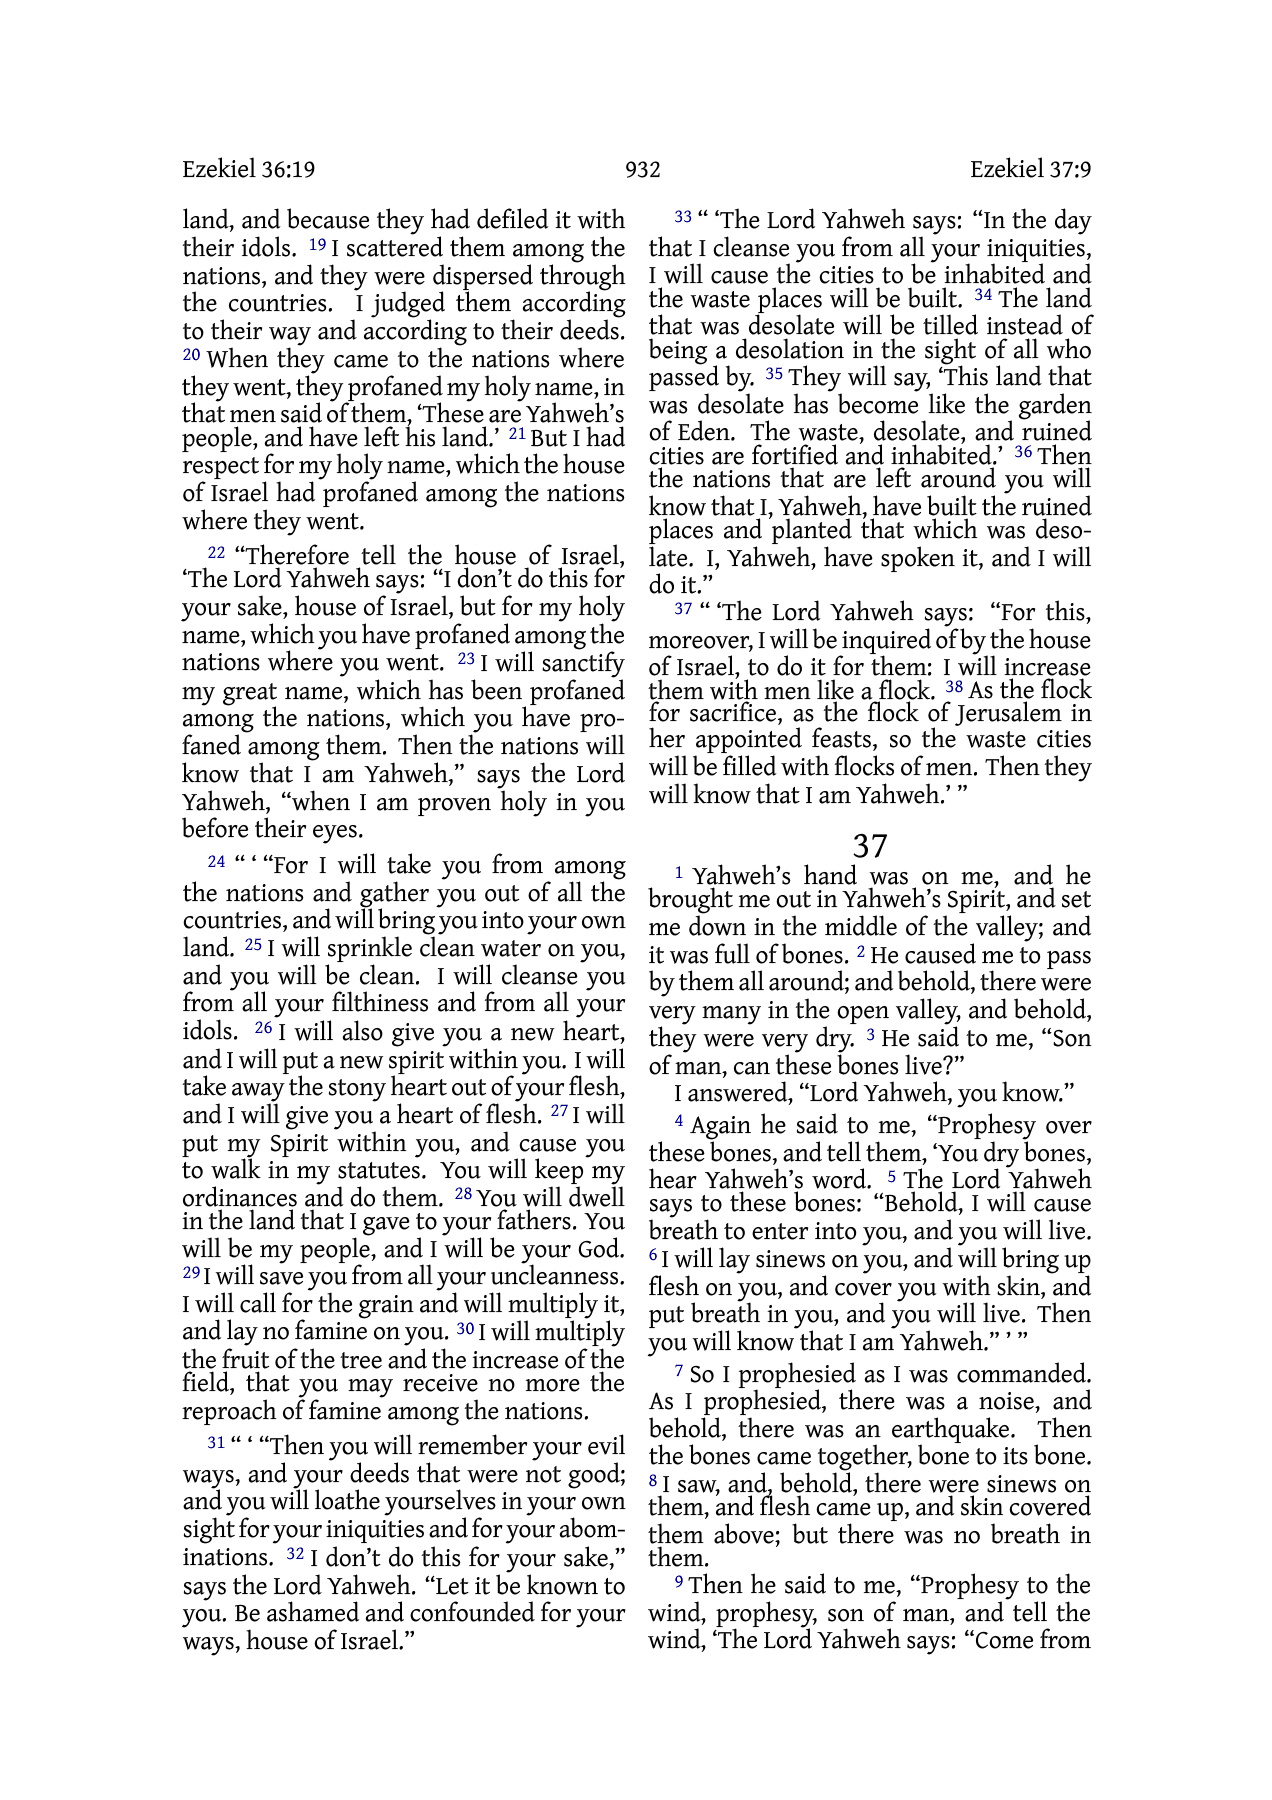 Ezekiel 36:19 932 Ezekiel 37:9
land, and because they had defiled it with
their idols. 19 I scattered them among the
nations, and they were dispersed through
the countries. I judged them according
to their way and according to their deeds.
20 When they came to the nations where
they went, they profaned my holy name, in
that men said of them, ‘These are Yahweh’s
people, and have left his land.’ 21 But I had
respect for my holy name, which the house
of Israel had profaned among the nations
where they went.
22 “Therefore tell the house of Israel,
‘The Lord Yahweh says: “I don’t do this for
your sake, house of Israel, but for my holy
name, which you have profaned among the
nations where you went. 23 I will sanctify
my great name, which has been profaned
among the nations, which you have pro-
faned among them. Then the nations will
know that I am Yahweh,” says the Lord
Yahweh, “when I am proven holy in you
before their eyes.
24 “ ‘ “For I will take you from among
the nations and gather you out of all the
countries, and will bring you into your own
land. 25 I will sprinkle clean water on you,
and you will be clean. I will cleanse you
from all your filthiness and from all your
idols. 26 I will also give you a new heart,
and I will put a new spirit within you. I will
take away the stony heart out of your flesh,
and I will give you a heart of flesh. 27 I will
put my Spirit within you, and cause you
to walk in my statutes. You will keep my
ordinances and do them. 28 You will dwell
in the land that I gave to your fathers. You
will be my people, and I will be your God.
29 I will save you from all your uncleanness.
I will call for the grain and will multiply it,
and lay no famine on you. 30 I will multiply
the fruit of the tree and the increase of the
field, that you may receive no more the
reproach of famine among the nations.
31 “ ‘ “Then you will remember your evil
ways, and your deeds that were not good;
and you will loathe yourselves in your own
sight for your iniquities and for your abom-
inations. 32 I don’t do this for your sake,”
says the Lord Yahweh. “Let it be known to
you. Be ashamed and confounded for your
ways, house of Israel.”
33 “ ‘The Lord Yahweh says: “In the day
that I cleanse you from all your iniquities,
I will cause the cities to be inhabited and
the waste places will be built. 34 The land
that was desolate will be tilled instead of
being a desolation in the sight of all who
passed by. 35 They will say, ‘This land that
was desolate has become like the garden
of Eden. The waste, desolate, and ruined
cities are fortified and inhabited.’ 36 Then
the nations that are left around you will
know that I, Yahweh, have built the ruined
places and planted that which was deso-
late. I, Yahweh, have spoken it, and I will
do it.”
37 “ ‘The Lord Yahweh says: “For this,
moreover, I will be inquired of by the house
of Israel, to do it for them: I will increase
them with men like a flock. 38 As the flock
for sacrifice, as the flock of Jerusalem in
her appointed feasts, so the waste cities
will be filled with flocks of men. Then they
will know that I am Yahweh.’ ”
37
1 Yahweh’s hand was on me, and he
brought me out in Yahweh’s Spirit, and set
me down in the middle of the valley; and
it was full of bones. 2 He caused me to pass
by them all around; and behold, there were
very many in the open valley, and behold,
they were very dry. 3 He said to me, “Son
of man, can these bones live?”
I answered, “Lord Yahweh, you know.”
4 Again he said to me, “Prophesy over
these bones, and tell them, ‘You dry bones,
hear Yahweh’s word. 5 The Lord Yahweh
says to these bones: “Behold, I will cause
breath to enter into you, and you will live.
6 I will lay sinews on you, and will bring up
flesh on you, and cover you with skin, and
put breath in you, and you will live. Then
you will know that I am Yahweh.” ’ ”
7 So I prophesied as I was commanded.
As I prophesied, there was a noise, and
behold, there was an earthquake. Then
the bones came together, bone to its bone.
8 I saw, and, behold, there were sinews on
them, and flesh came up, and skin covered
them above; but there was no breath in
them.
9 Then he said to me, “Prophesy to the
wind, prophesy, son of man, and tell the
wind, ‘The Lord Yahweh says: “Come from